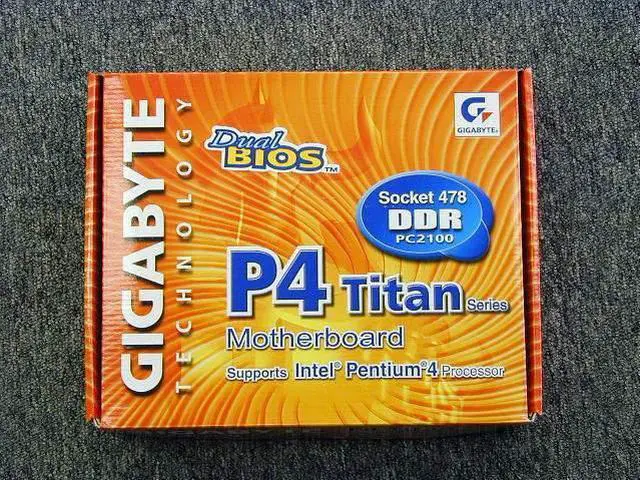 GIGABYTE
TECHNOLOGY
Dual
BIOS™
GIGABYTE
Socket 478
DDR
PC2100
P4 Titan Series
Motherboard
Supports Intel® Pentium®4 Processor